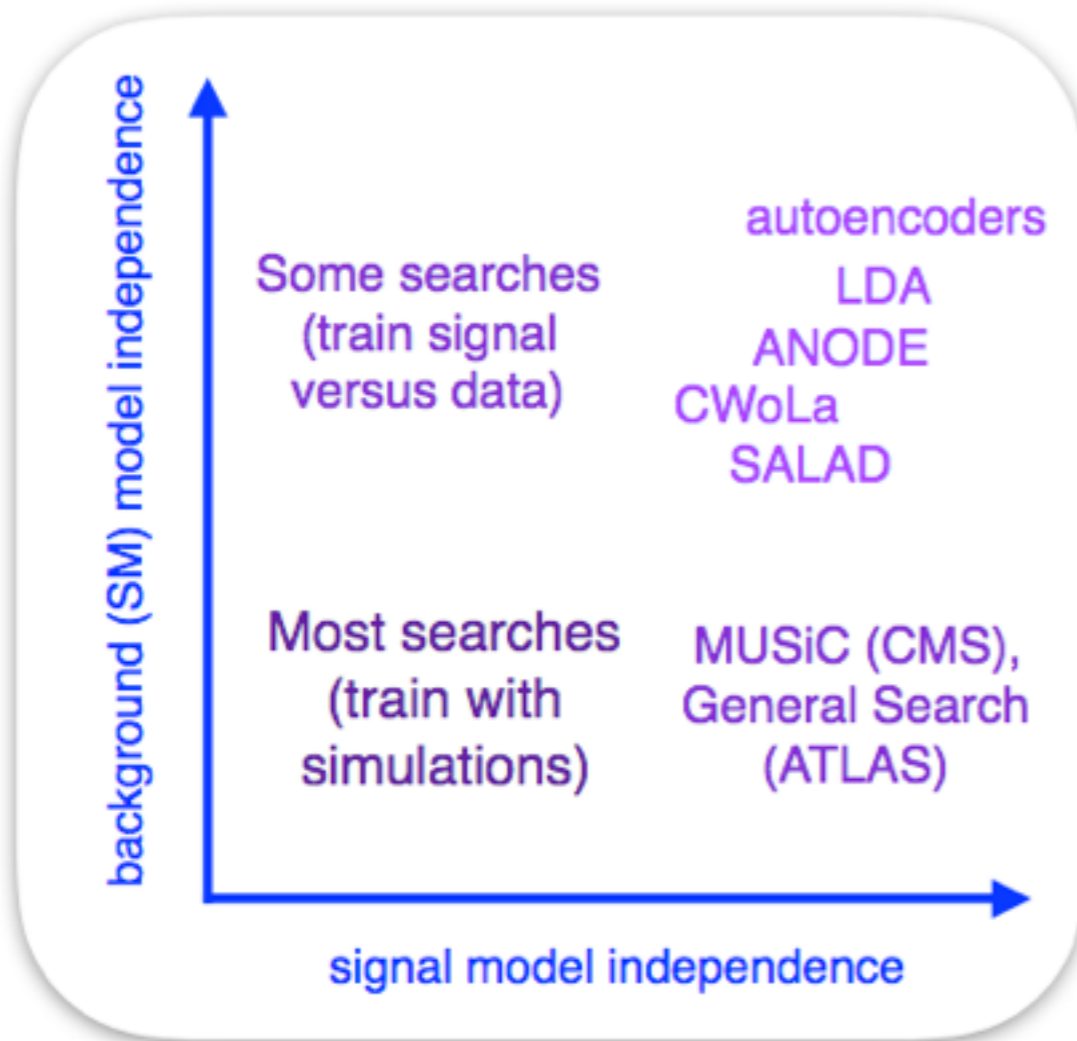 background (SM) model independence
autoencoders
LDA
ANODE
CWoLa
SALAD
Some searches
(train signal
versus data)
Most searches
(train with
simulations)
MUSiC (CMS),
General Search
(ATLAS)
signal model independence